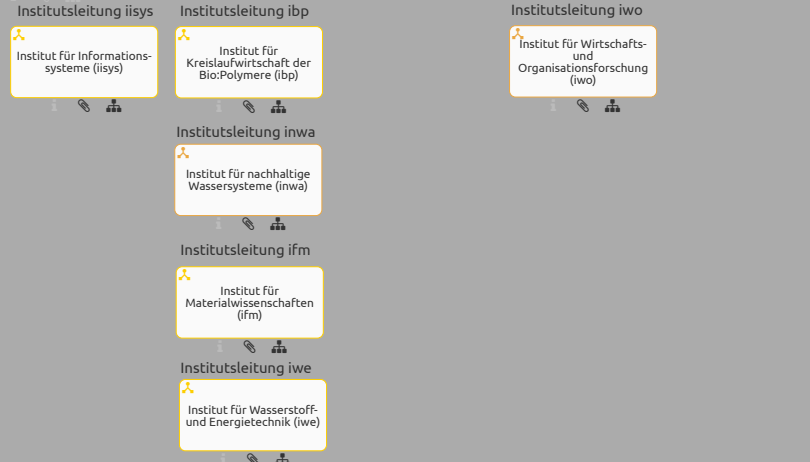 Institutsleitung iisys
Institut für Informations-
systeme (iisys)
Institutsleitung ibp
Institut für
Kreislaufwirtschaft der
Bio:Polymere (ibp)
Institutsleitung iwo
Institut für Wirtschafts-
und
Organisationsforschung
(iwo)
Institutsleitung inwa
Institut für nachhaltige
Wassersysteme (inwa)
Institutsleitung ifm
Institut für
Materialwissenschaften
(ifm)
Institutsleitung iwe
Institut für Wasserstoff-
und Energietechnik (iwe)